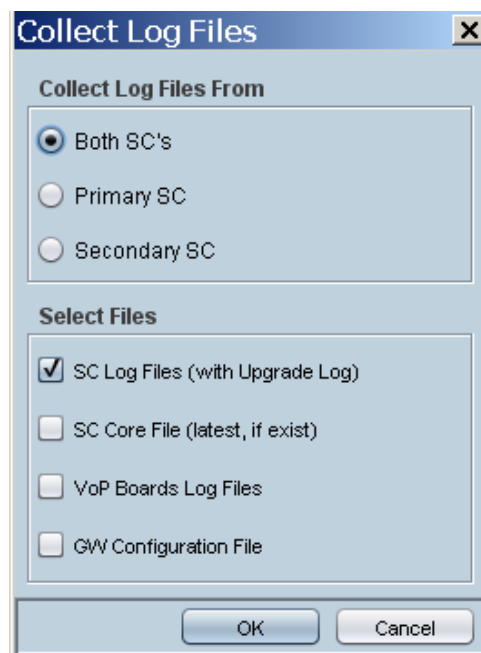 Collect Log Files
Collect Log Files From
Both SC's
Primary SC
Secondary SC
Select Files
SC Log Files (with Upgrade Log)
SC Core File (latest, if exist)
VoP Boards Log Files
GW Configuration File
OK Cancel